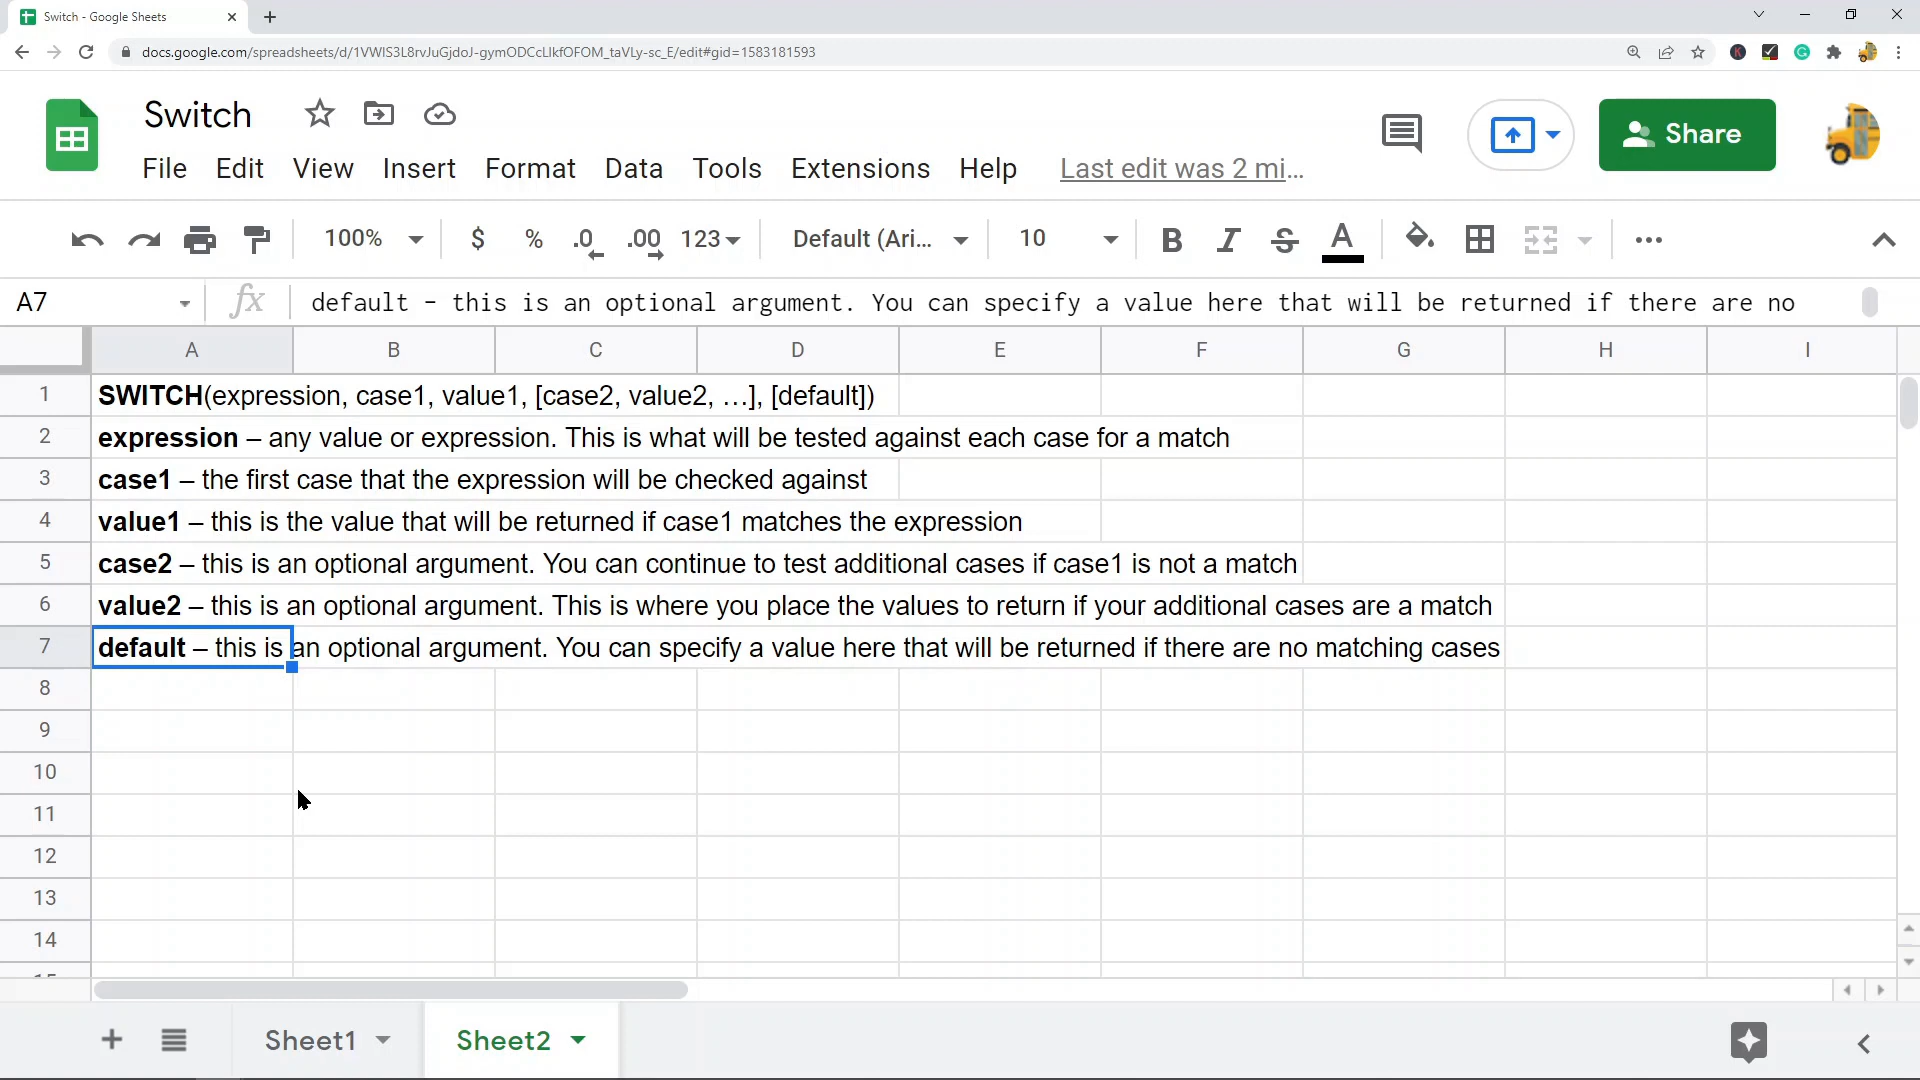 Switch - Google Sheets
docs.google.com/spreadsheets/d/1VWIS3L8rvJuGjdoJ-gymODCcLlkfOFOM_taVLy-sc_E/edit#gid=1583181593
Switch
Share
File Edit View Insert Format Data Tools Extensions Help Last edit was 2 mi...
100% $ % .0 .00 123 Default (Ari... 10 B I S A
A7 fx default – this is an optional argument. You can specify a value here that will be returned if there are no
A B C D E F G H I
1 SWITCH(expression, case1, value1, [case2, value2, …], [default])
2 expression – any value or expression. This is what will be tested against each case for a match
3 case1 – the first case that the expression will be checked against
4 value1 – this is the value that will be returned if case1 matches the expression
5 case2 – this is an optional argument. You can continue to test additional cases if case1 is not a match
6 value2 – this is an optional argument. This is where you place the values to return if your additional cases are a match
7 default – this is an optional argument. You can specify a value here that will be returned if there are no matching cases
8
9
10
11
12
13
14
Sheet1 Sheet2